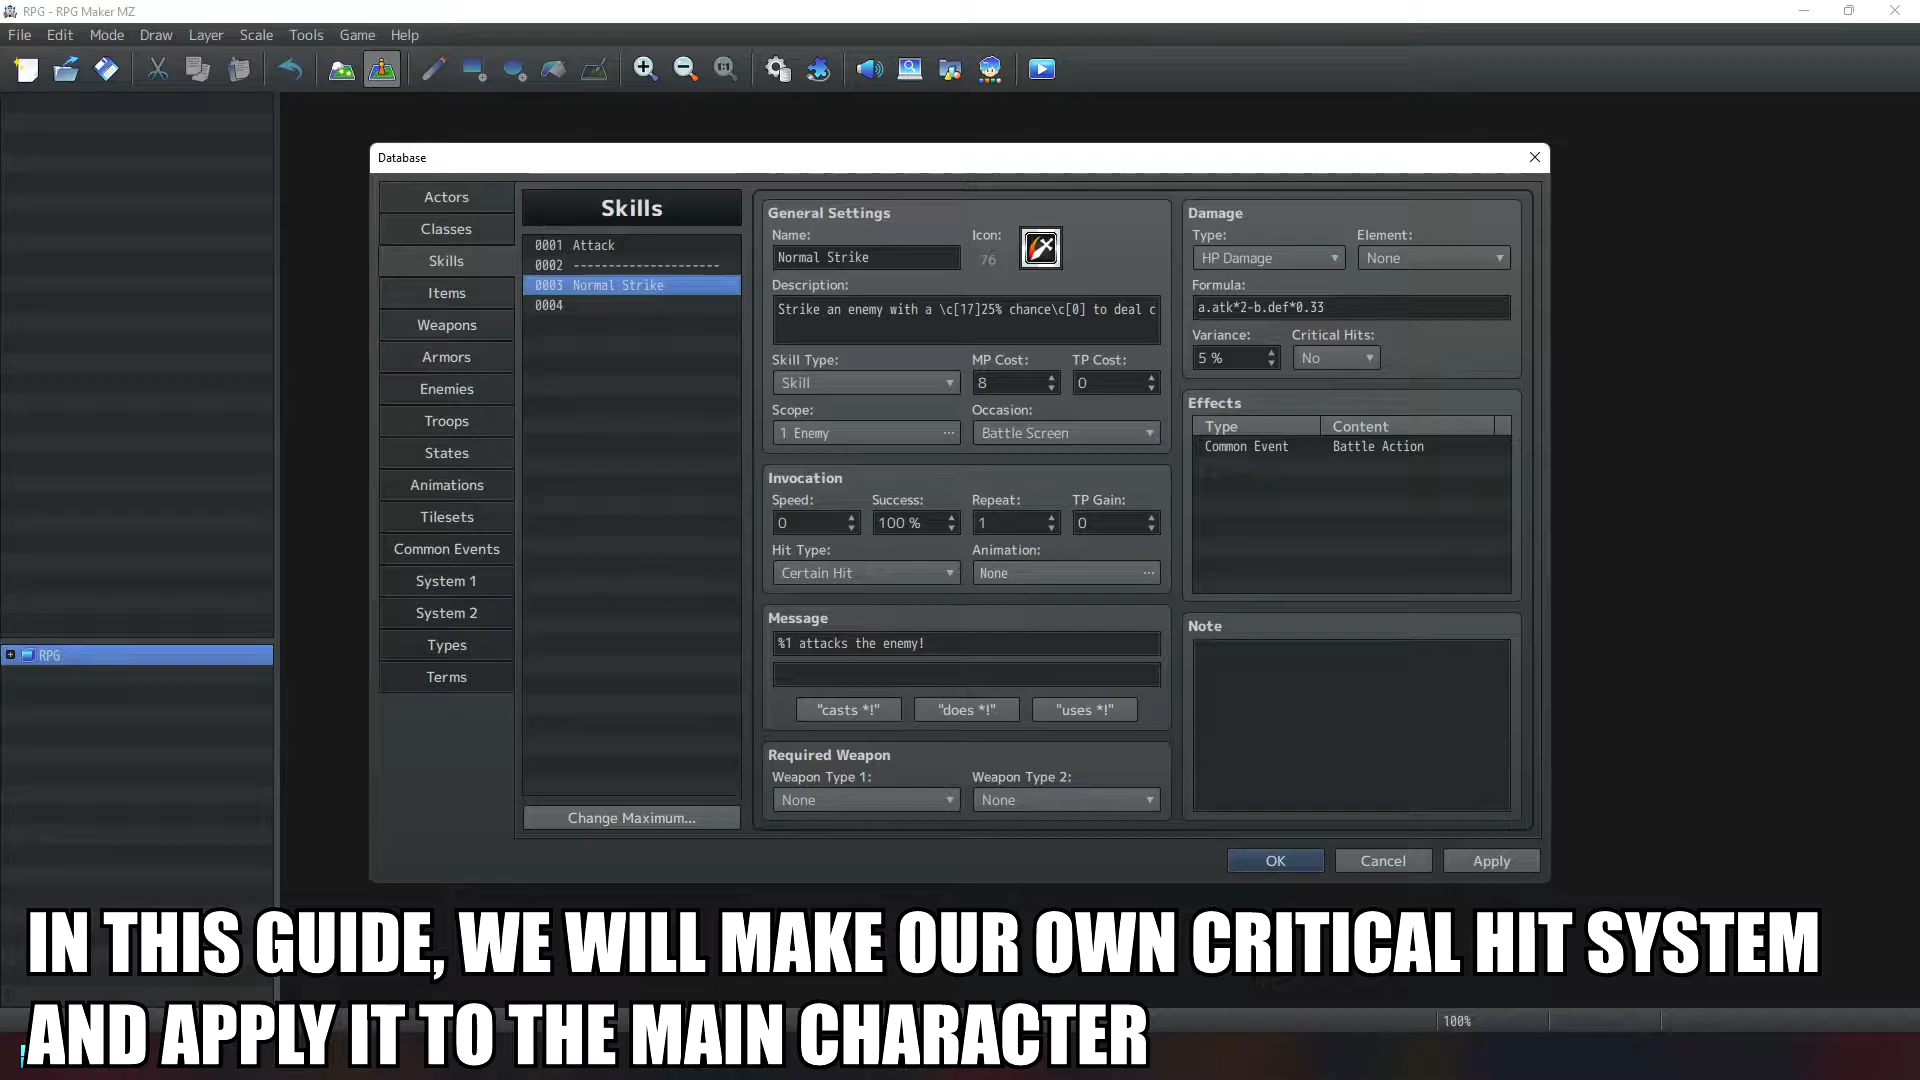 RPG - RPG Maker MZ
File Edit Mode Draw Layer Scale Tools Game Help
1:1
Database
Actors
Classes
Skills
Items
Weapons
Armors
Enemies
Troops
States
Animations
Tilesets
Common Events
System 1
System 2
Types
Terms
Skills
0001 Attack
0002 --------------------
0003 Normal Strike
0004
Change Maximum...
General Settings
Name: Icon:
Normal Strike 76
Description:
Strike an enemy with a \c[17]25% chance\c[0] to deal c
Skill Type: MP Cost: TP Cost:
Skill 8 0
Scope: Occasion:
1 Enemy ... Battle Screen
Invocation
Speed: Success: Repeat: TP Gain:
0 100 % 1 0
Hit Type: Animation:
Certain Hit None ...
Message
%1 attacks the enemy!
"casts *!" "does *!" "uses *!"
Required Weapon
Weapon Type 1: Weapon Type 2:
None None
Damage
Type: Element:
HP Damage None
Formula:
a.atk*2-b.def*0.33
Variance: Critical Hits:
5 % No
Effects
Type Content
Common Event Battle Action
Note
OK Cancel Apply
RPG
IN THIS GUIDE, WE WILL MAKE OUR OWN CRITICAL HIT SYSTEM
AND APPLY IT TO THE MAIN CHARACTER
100%